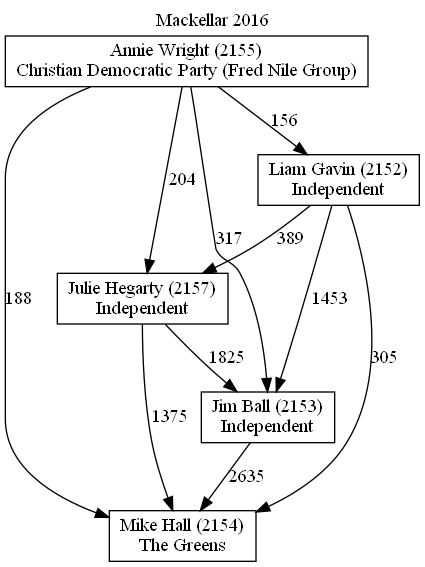 Mackellar 2016
Annie Wright (2155)
Christian Democratic Party (Fred Nile Group)
156
Liam Gavin (2152)
Independent
204
317
389
Julie Hegarty (2157)
Independent
188
1453
305
1825
Jim Ball (2153)
Independent
1375
2635
Mike Hall (2154)
The Greens